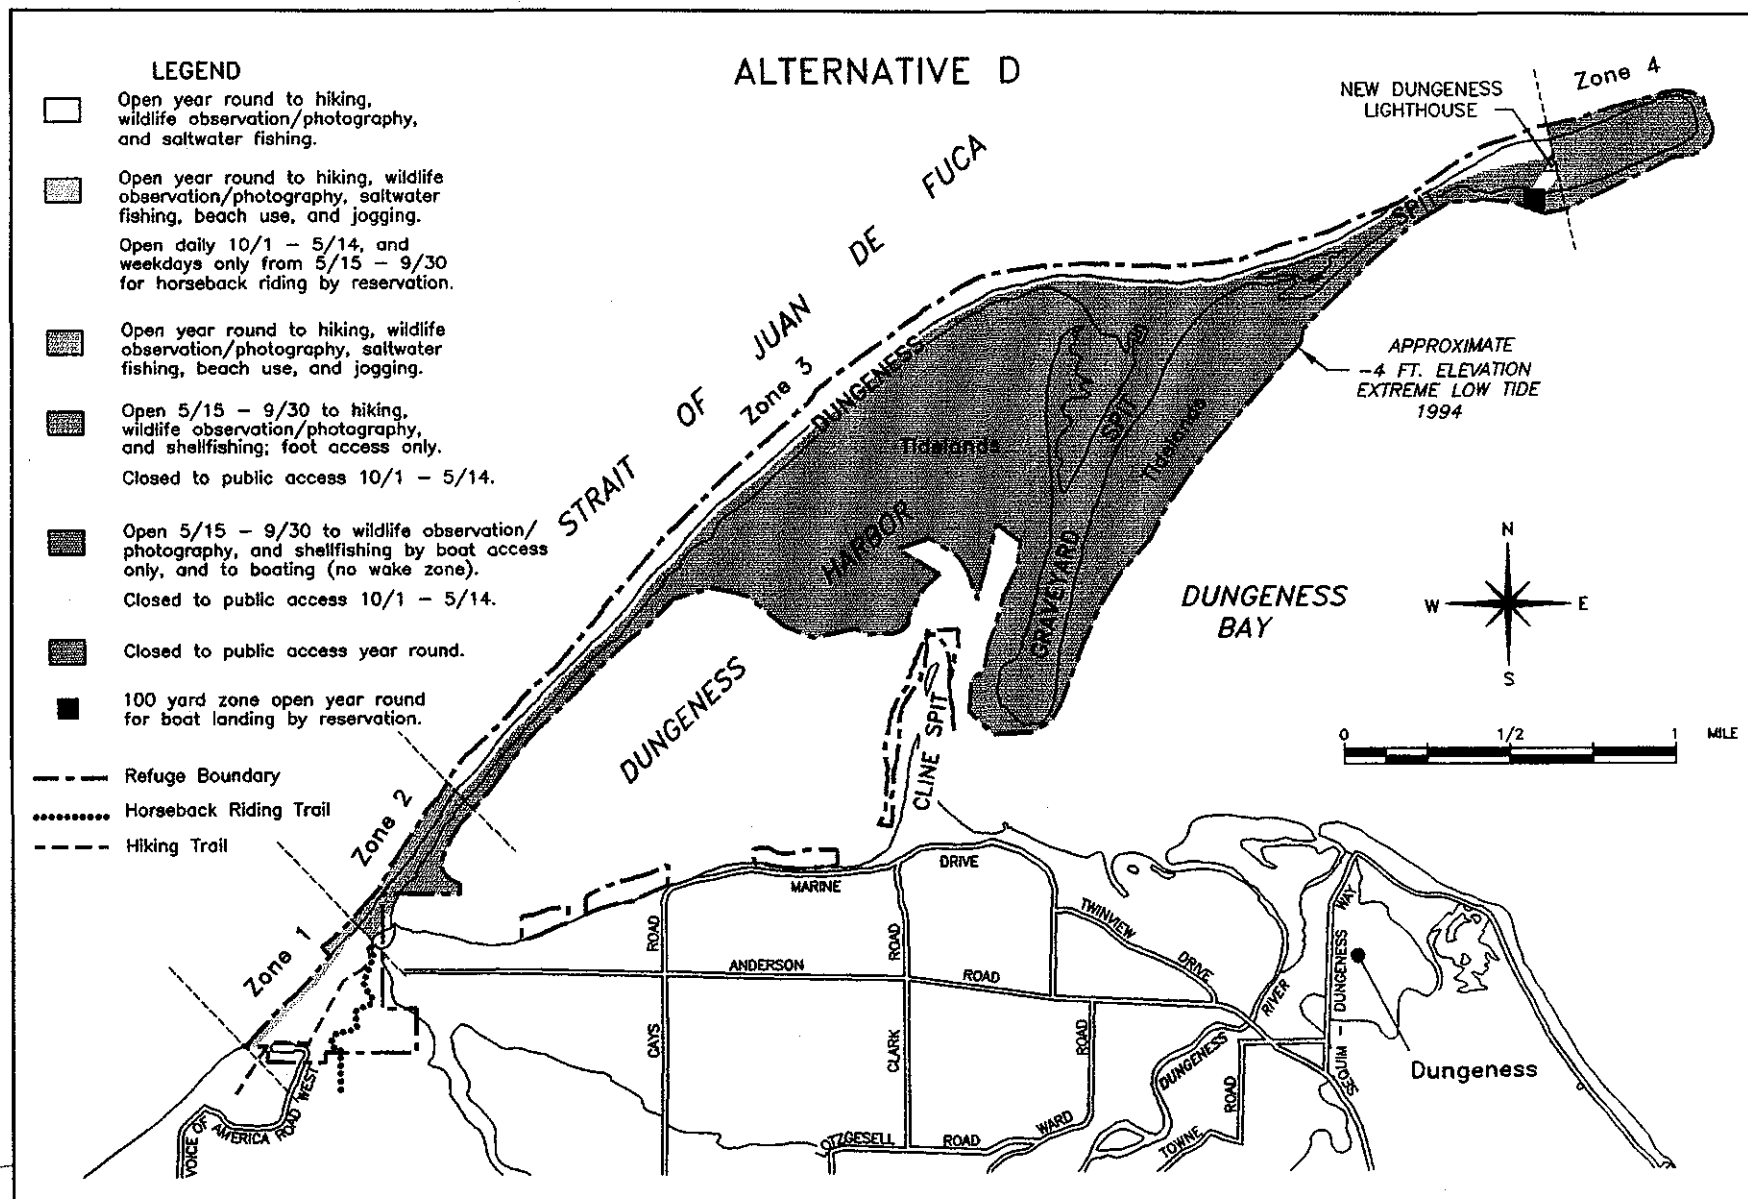 ALTERNATIVE D
LEGEND
Open year round to hiking,
wildlife observation/photography,
and saltwater fishing.
Open year round to hiking, wildlife
observation/photography, saltwater
fishing, beach use, and jogging.
Open daily 10/1 – 5/14, and
weekdays only from 5/15 – 9/30
for horseback riding by reservation.
Open year round to hiking, wildlife
observation/photography, saltwater
fishing, beach use, and jogging.
Open 5/15 – 9/30 to hiking,
wildlife observation/photography,
and shellfishing; foot access only.
Closed to public access 10/1 – 5/14.
Open 5/15 – 9/30 to wildlife observation/
photography, and shellfishing by boat access
only, and to boating (no wake zone).
Closed to public access 10/1 – 5/14.
Closed to public access year round.
100 yard zone open year round
for boat landing by reservation.
Refuge Boundary
Horseback Riding Trail
Hiking Trail
Zone 1
Zone 2
Zone 3
Zone 4
NEW DUNGENESS
LIGHTHOUSE
STRAIT OF JUAN DE FUCA
DUNGENESS SPIT
Tidelands
GRAVEYARD SPIT
Tidelands
DUNGENESS HARBOR
APPROXIMATE
-4 FT. ELEVATION
EXTREME LOW TIDE
1994
DUNGENESS
BAY
N
W
E
S
0
1/2
1
MILE
CLINE SPIT
MARINE DRIVE
CAYS ROAD
ANDERSON ROAD
CLARK ROAD
TWINVIEW DRIVE
DUNGENESS RIVER
SEQUIM – DUNGENESS WAY
Dungeness
ROAD
TOWNE ROAD
LOTZGESELL ROAD
WARD
VOICE OF AMERICA ROAD WEST